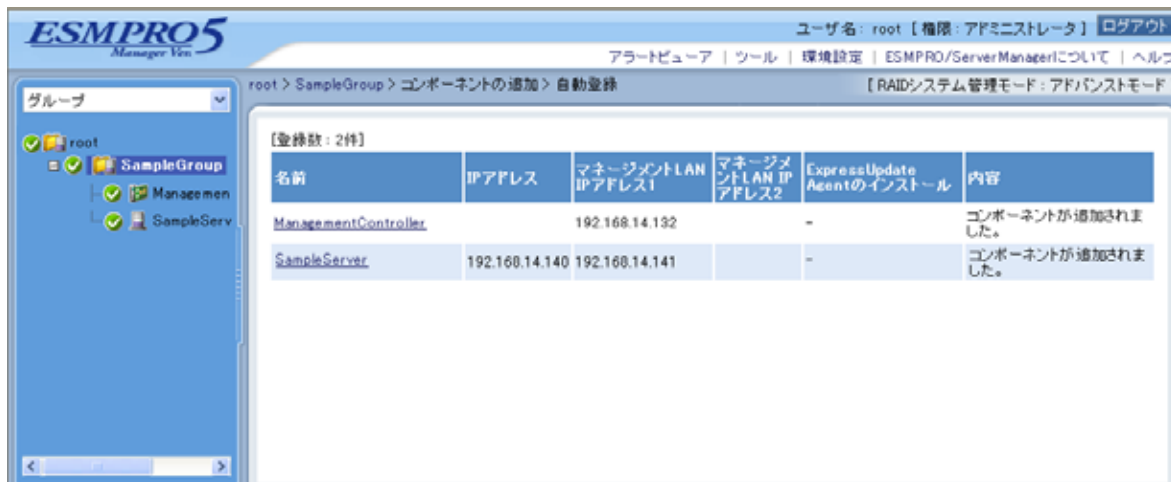 ESMPRO5
Manager Ver.
ユーザ名: root [権限: アドミニストレータ] ログアウト
アラートビューア | ツール | 環境設定 | ESMPRO/ServerManagerについて | ヘルプ
グループ
root > SampleGroup > コンポーネントの追加 > 自動登録
[RAIDシステム管理モード: アドバンストモード
root
SampleGroup
Managemen
SampleServ
[登録数: 2件]
名前 IPアドレス マネージメントLAN IPアドレス1 マネージメントLAN IPアドレス2 ExpressUpdate Agentのインストール 内容
ManagementController 192.168.14.132 - コンポーネントが追加されました。
SampleServer 192.168.14.140 192.168.14.141 - コンポーネントが追加されました。